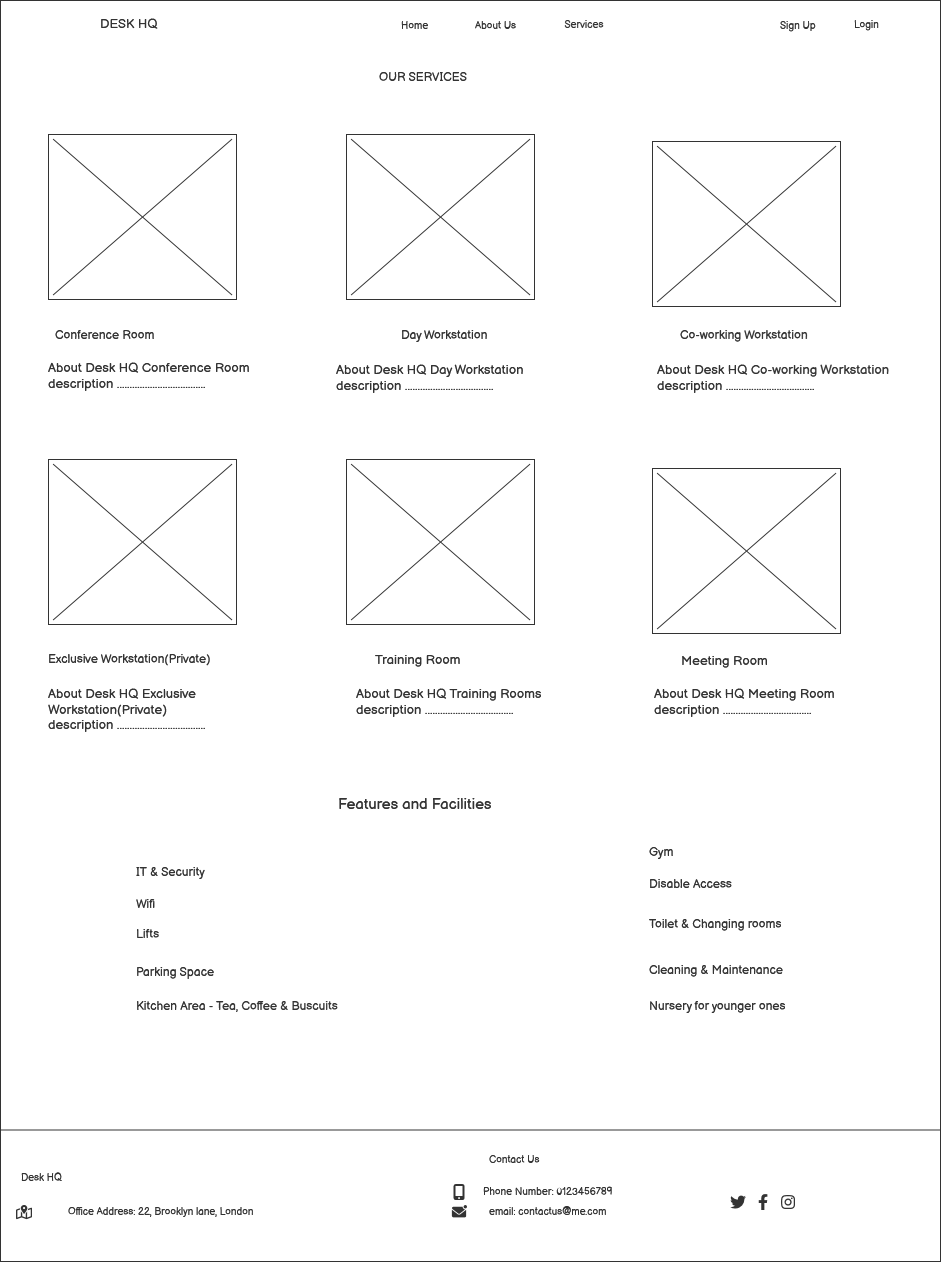 DESK HQ
Home
About Us
Services
Sign Up
Login
OUR SERVICES
Conference Room
Day Workstation
Co-working Workstation
About Desk HQ Conference Room
description ...................................
About Desk HQ Day Workstation
description ...................................
About Desk HQ Co-working Workstation
description ...................................
Exclusive Workstation(Private)
Training Room
Meeting Room
About Desk HQ Exclusive
Workstation(Private)
description ...................................
About Desk HQ Training Rooms
description ...................................
About Desk HQ Meeting Room
description ...................................
Features and Facilities
IT & Security
Wifi
Lifts
Parking Space
Kitchen Area - Tea, Coffee & Buscuits
Gym
Disable Access
Toilet & Changing rooms
Cleaning & Maintenance
Nursery for younger ones
Desk HQ
Office Address: 22, Brooklyn lane, London
Contact Us
Phone Number: 0123456789
email: contactus@me.com